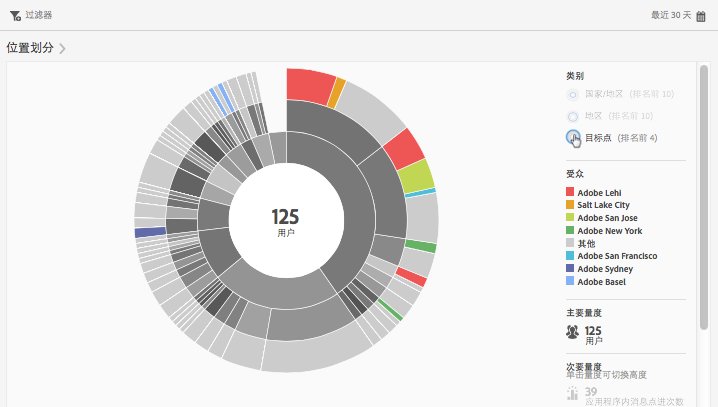 过滤器
最近 30 天
位置划分
类别
国家/地区 (排名前 10)
地区 (排名前 10)
目标点 (排名前 4)
受众
Adobe Lehi
Salt Lake City
Adobe San Jose
Adobe New York
其他
Adobe San Francisco
Adobe Sydney
Adobe Basel
125
用户
主要量度
125
用户
次要量度
单击量度可切换高度
39
应用程序内消息点进次数